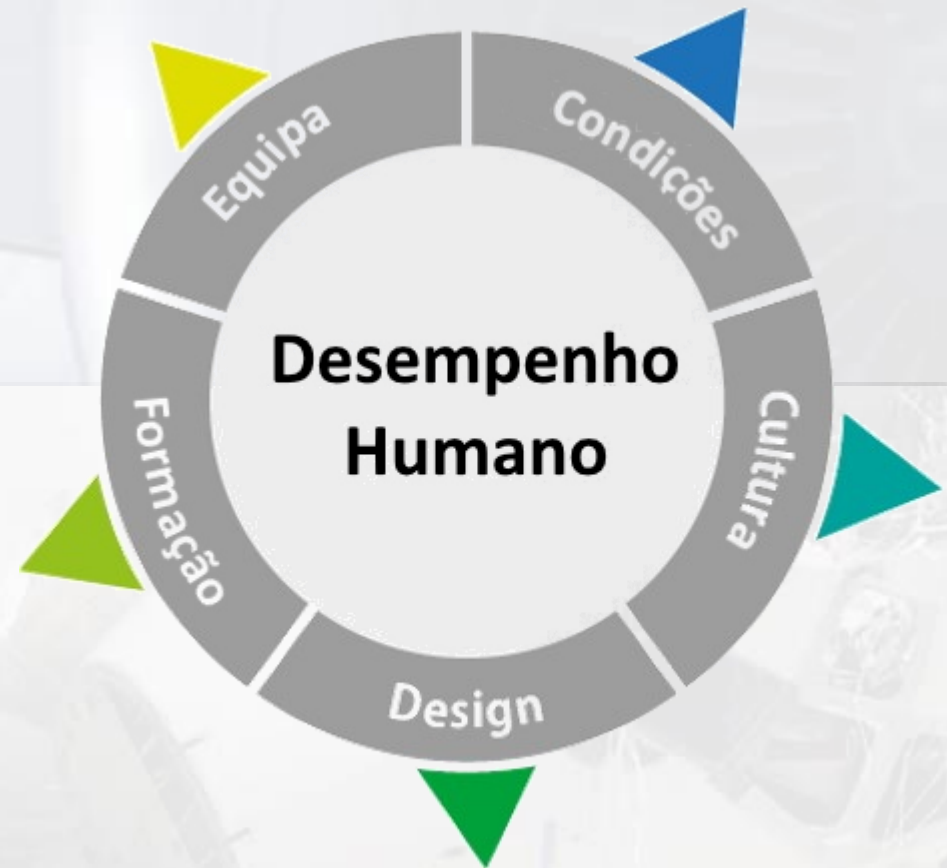 Equipa
Condições
Desempenho
Humano
Formação
Cultura
Design